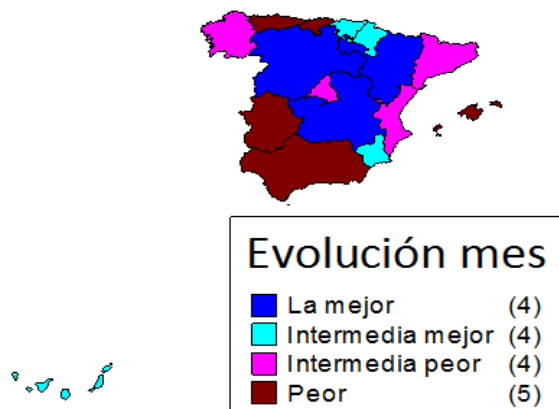 Evolución mes
La mejor (4)
Intermedia mejor (4)
Intermedia peor (4)
Peor (5)